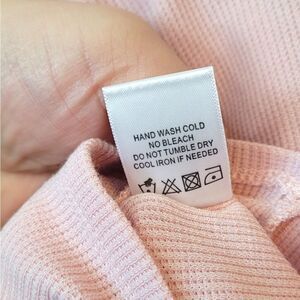 HAND WASH COLD
NO BLEACH
DO NOT TUMBLE DRY
COOL IRON IF NEEDED